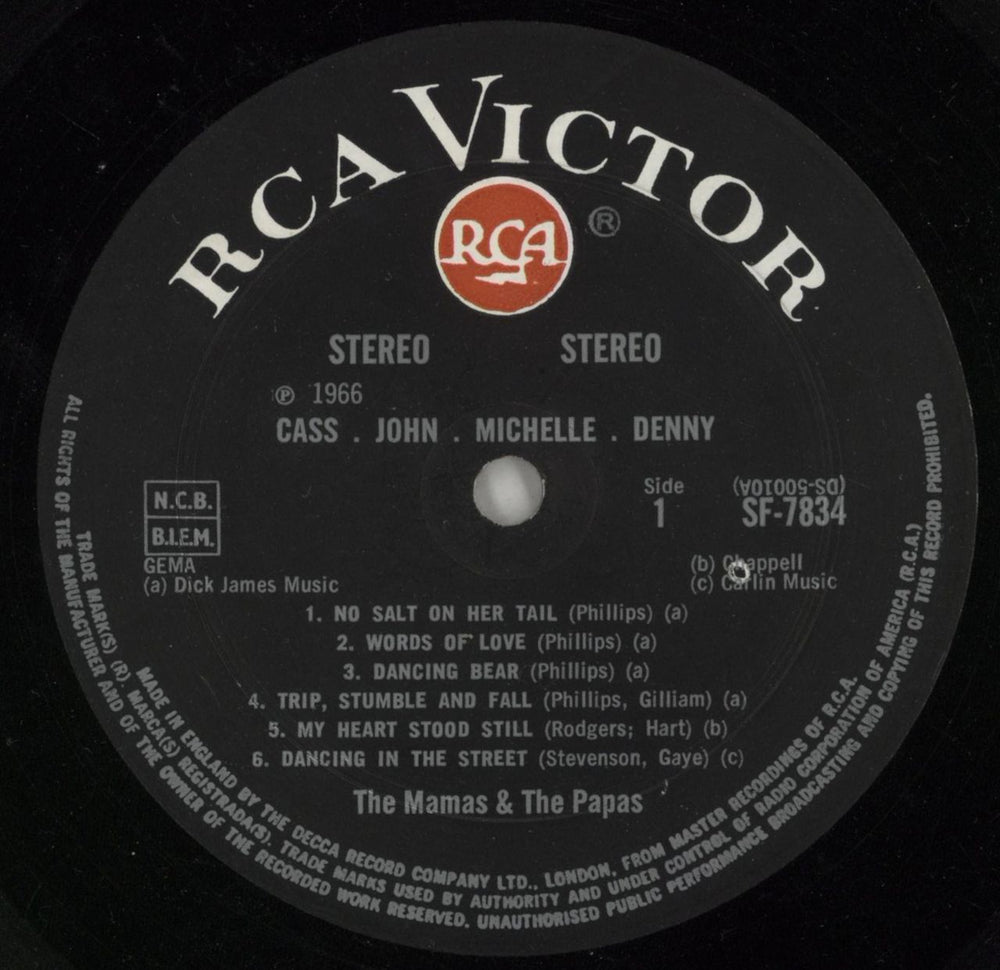 RCA VICTOR
RCA ®
STEREO STEREO
℗ 1966
CASS . JOHN . MICHELLE . DENNY
N.C.B.
B.I.E.M.
Side
1
(DS-50010A)
SF-7834
GEMA
(a) Dick James Music
(b) Chappell
(c) Carlin Music
1. NO SALT ON HER TAIL (Phillips) (a)
2. WORDS OF LOVE (Phillips) (a)
3. DANCING BEAR (Phillips) (a)
4. TRIP, STUMBLE AND FALL (Phillips, Gilliam) (a)
5. MY HEART STOOD STILL (Rodgers; Hart) (b)
6. DANCING IN THE STREET (Stevenson, Gaye) (c)
The Mamas & The Papas
MADE IN ENGLAND BY THE DECCA RECORD COMPANY LTD., LONDON, FROM MASTER RECORDINGS OF R.C.A.
TRADE MARK(S) (R) MARCA(S) REGISTRADA(S). TRADE MARKS USED BY AUTHORITY AND UNDER CONTROL OF RADIO CORPORATION OF AMERICA (R.C.A.)
ALL RIGHTS OF THE MANUFACTURER AND OF THE OWNER OF THE RECORDED WORK RESERVED. UNAUTHORISED PUBLIC PERFORMANCE BROADCASTING AND COPYING OF THIS RECORD PROHIBITED.